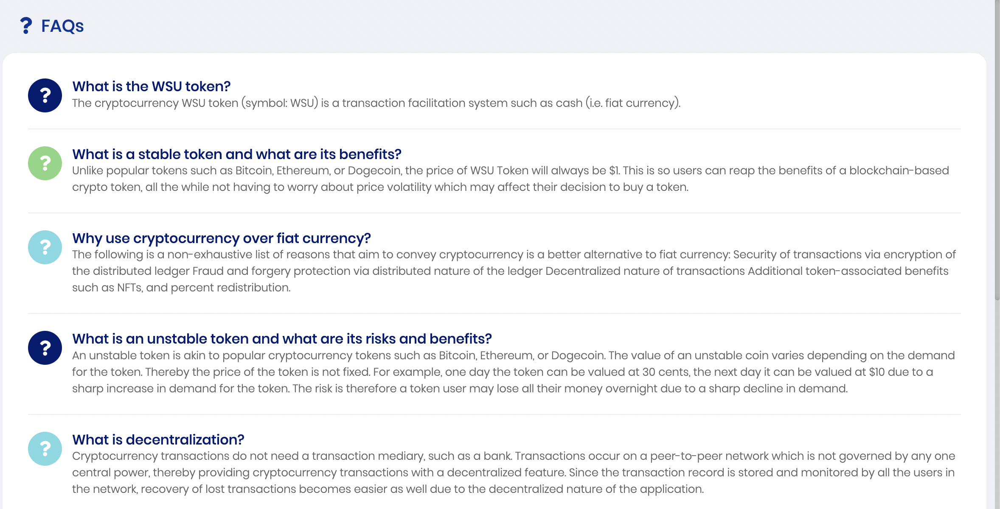 ? FAQs
? What is the WSU token?
The cryptocurrency WSU token (symbol: WSU) is a transaction facilitation system such as cash (i.e. fiat currency).
? What is a stable token and what are its benefits?
Unlike popular tokens such as Bitcoin, Ethereum, or Dogecoin, the price of WSU Token will always be $1. This is so users can reap the benefits of a blockchain-based
crypto token, all the while not having to worry about price volatility which may affect their decision to buy a token.
? Why use cryptocurrency over fiat currency?
The following is a non-exhaustive list of reasons that aim to convey cryptocurrency is a better alternative to fiat currency: Security of transactions via encryption of
the distributed ledger Fraud and forgery protection via distributed nature of the ledger Decentralized nature of transactions Additional token-associated benefits
such as NFTs, and percent redistribution.
? What is an unstable token and what are its risks and benefits?
An unstable token is akin to popular cryptocurrency tokens such as Bitcoin, Ethereum, or Dogecoin. The value of an unstable coin varies depending on the demand
for the token. Thereby the price of the token is not fixed. For example, one day the token can be valued at 30 cents, the next day it can be valued at $10 due to a
sharp increase in demand for the token. The risk is therefore a token user may lose all their money overnight due to a sharp decline in demand.
? What is decentralization?
Cryptocurrency transactions do not need a transaction mediary, such as a bank. Transactions occur on a peer-to-peer network which is not governed by any one
central power, thereby providing cryptocurrency transactions with a decentralized feature. Since the transaction record is stored and monitored by all the users in
the network, recovery of lost transactions becomes easier as well due to the decentralized nature of the application.